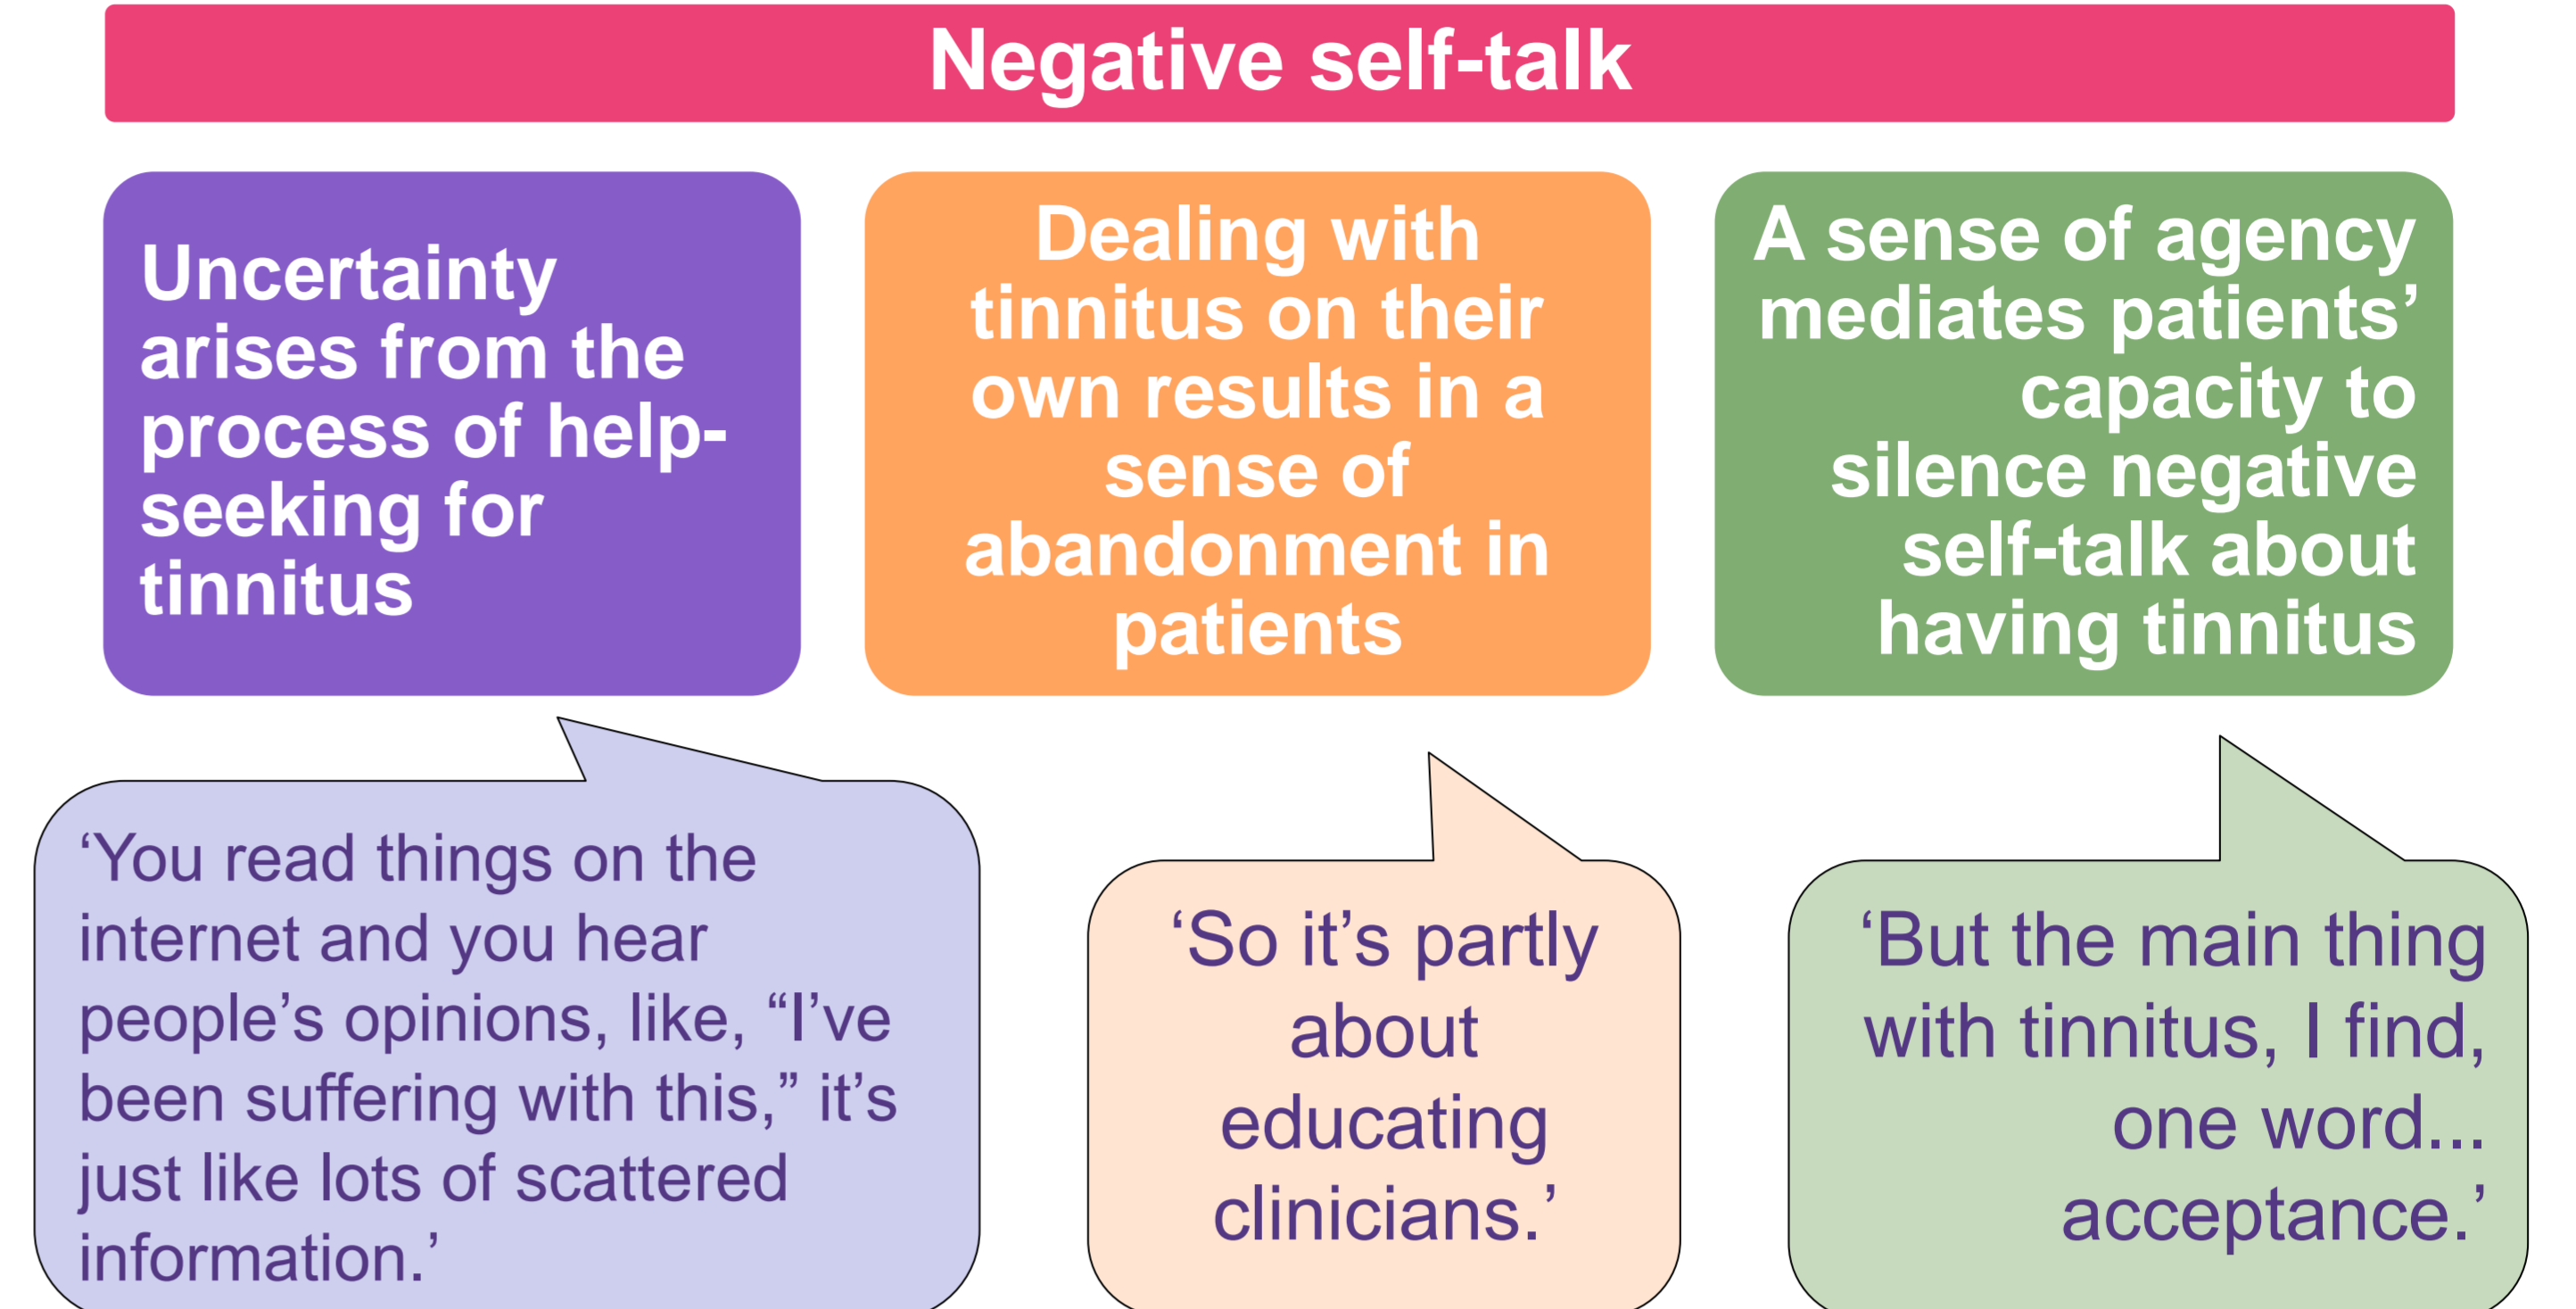 Negative self-talk
Uncertainty
arises from the
process of help-
seeking for
tinnitus
Dealing with
tinnitus on their
own results in a
sense of
abandonment in
patients
A sense of agency
mediates patients’
capacity to
silence negative
self-talk about
having tinnitus
‘You read things on the
internet and you hear
people’s opinions, like, “I’ve
been suffering with this,” it’s
just like lots of scattered
information.’
‘So it’s partly
about
educating
clinicians.’
‘But the main thing
with tinnitus, I find,
one word...
acceptance.’